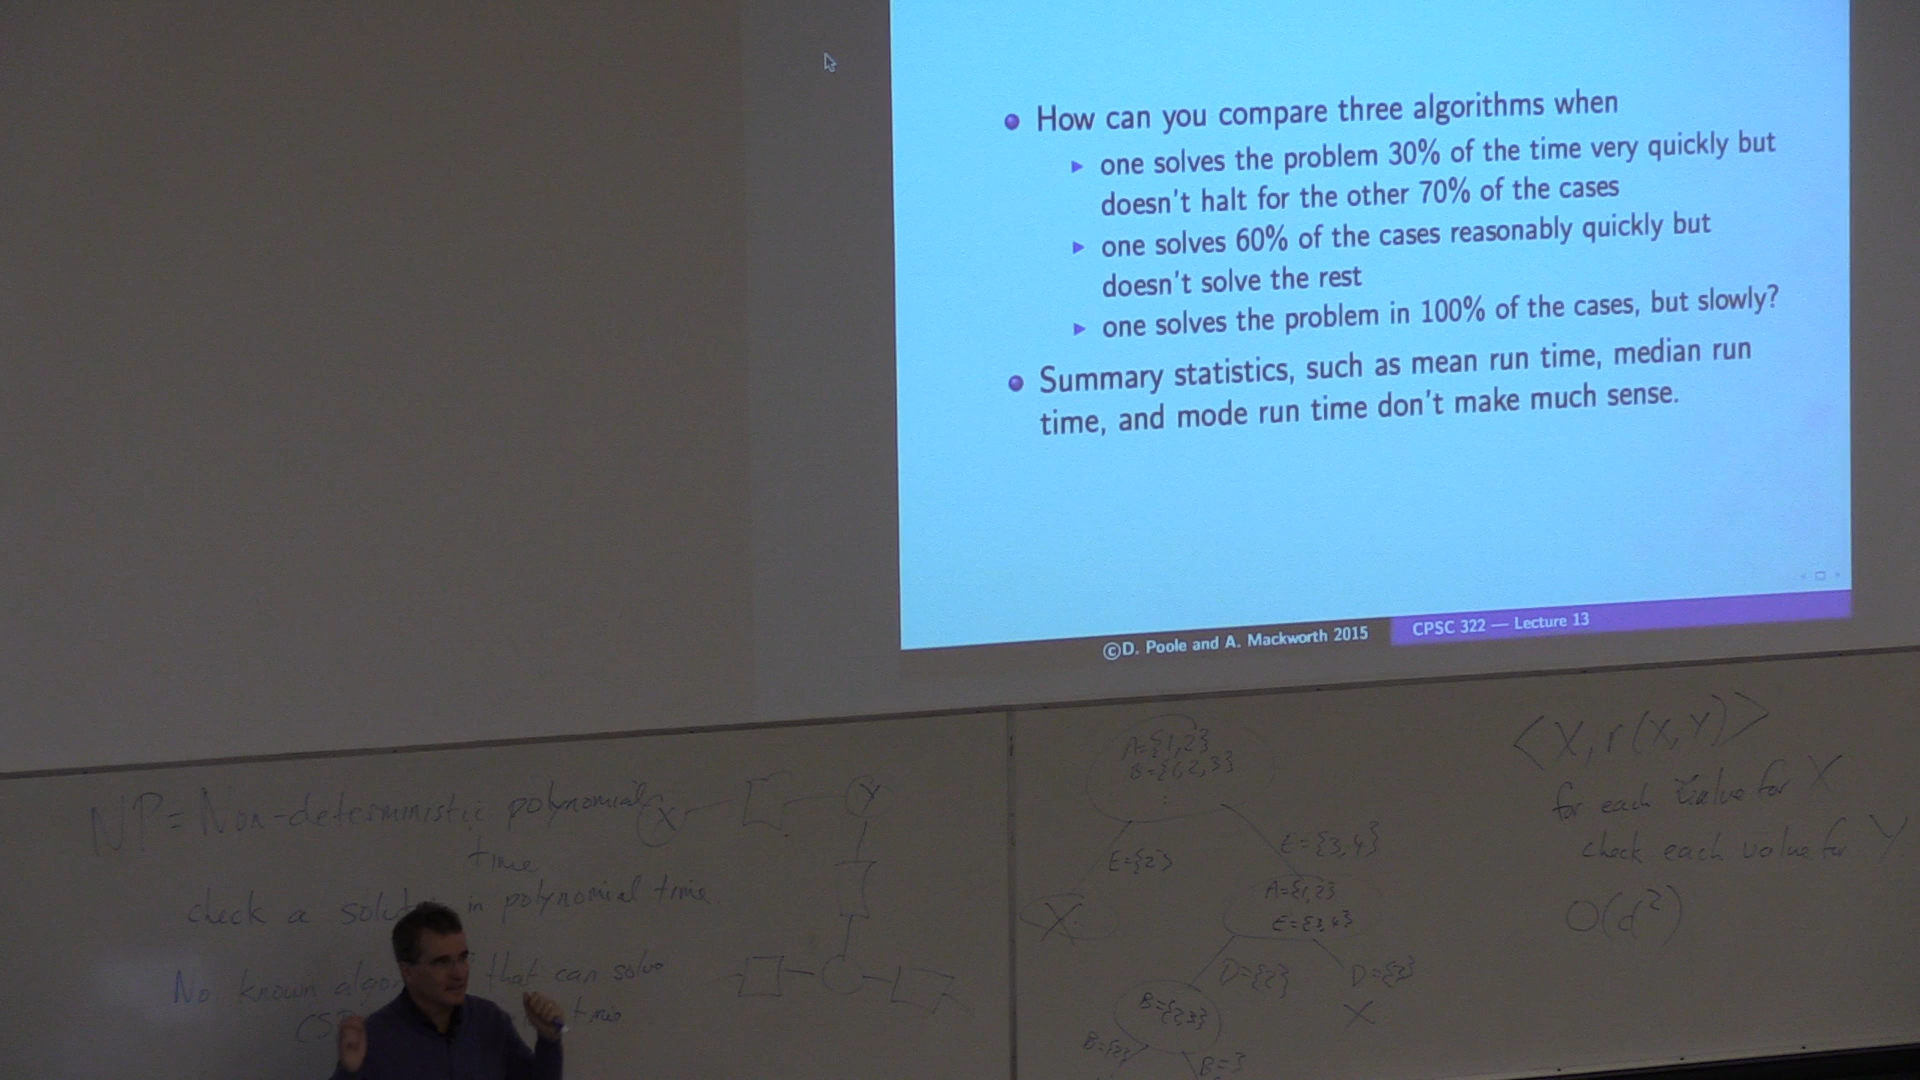 How can you compare three algorithms when
one solves the problem 30% of the time very quickly but
doesn't halt for the other 70% of the cases
one solves 60% of the cases reasonably quickly but
doesn't solve the rest
one solves the problem in 100% of the cases, but slowly?
Summary statistics, such as mean run time, median run
time, and mode run time don't make much sense.
©D. Poole and A. Mackworth 2015
CPSC 322 — Lecture 13
NP = Non-deterministic polynomial
time
check a in polynomial time
No known that can solve
X
Y
A={1,2}
B={1,2,3}
E={2}
E={3,4}
X
A={1,2}
E={3,4}
D={2}
D={3}
X
B={2,3}
B={2}
B=3
<X, r(X,Y)>
for each value for X
check each value for Y
O(d²)